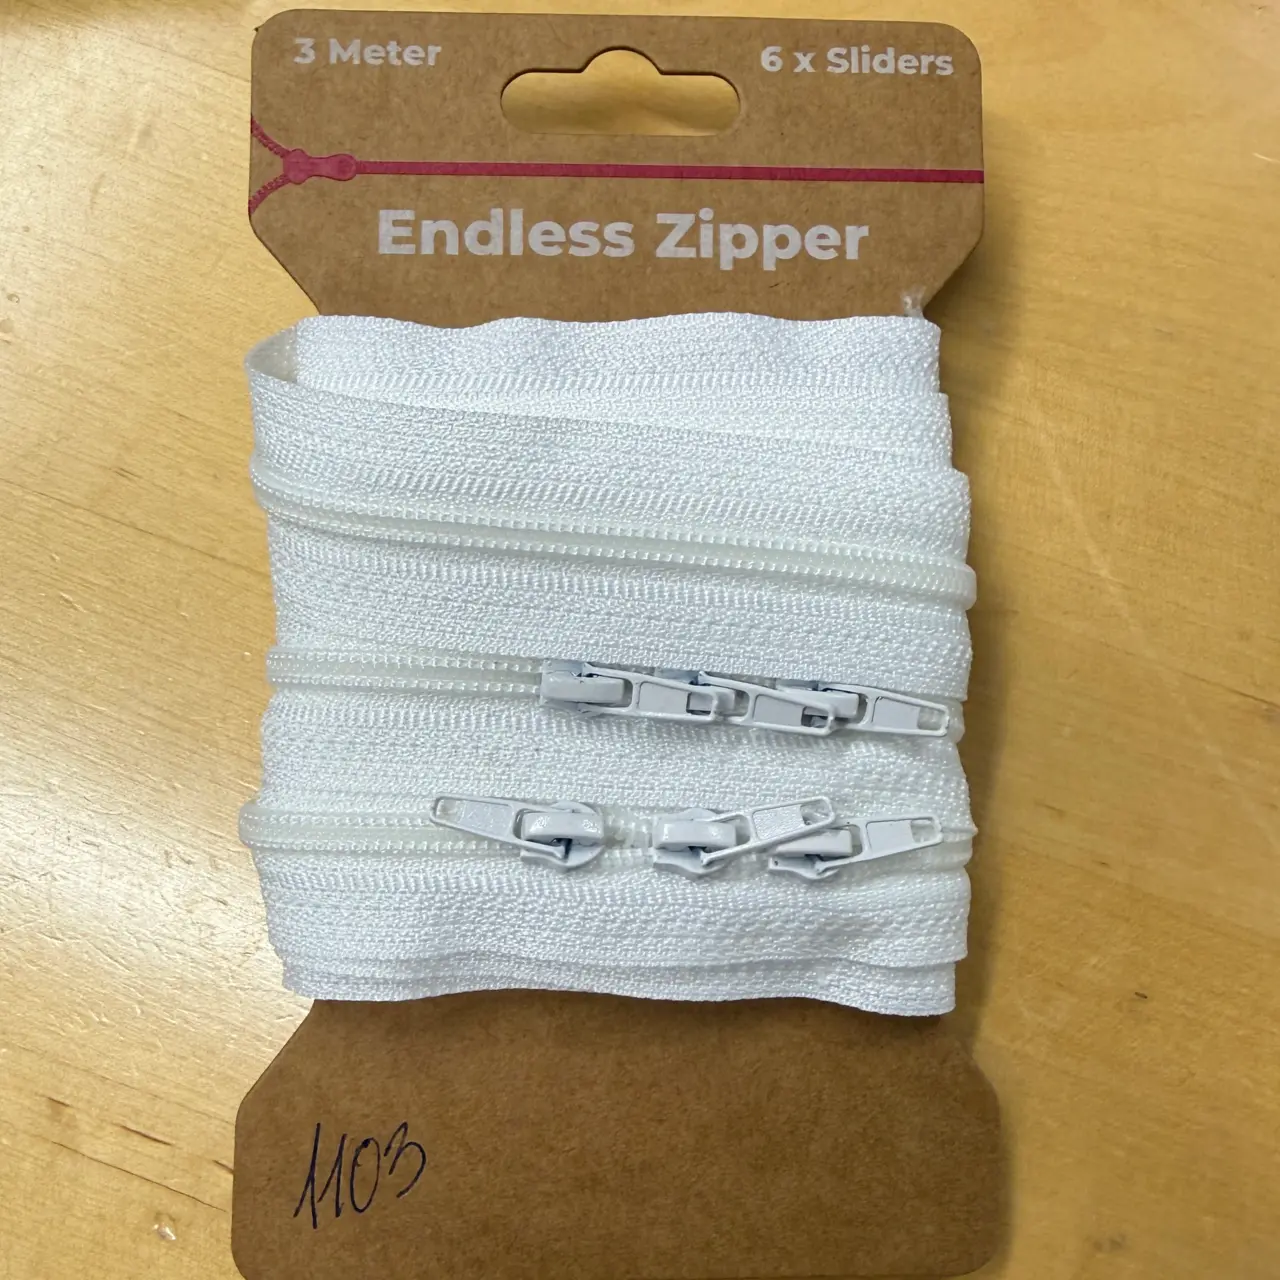 3 Meter
6 x Sliders
Endless Zipper
1103